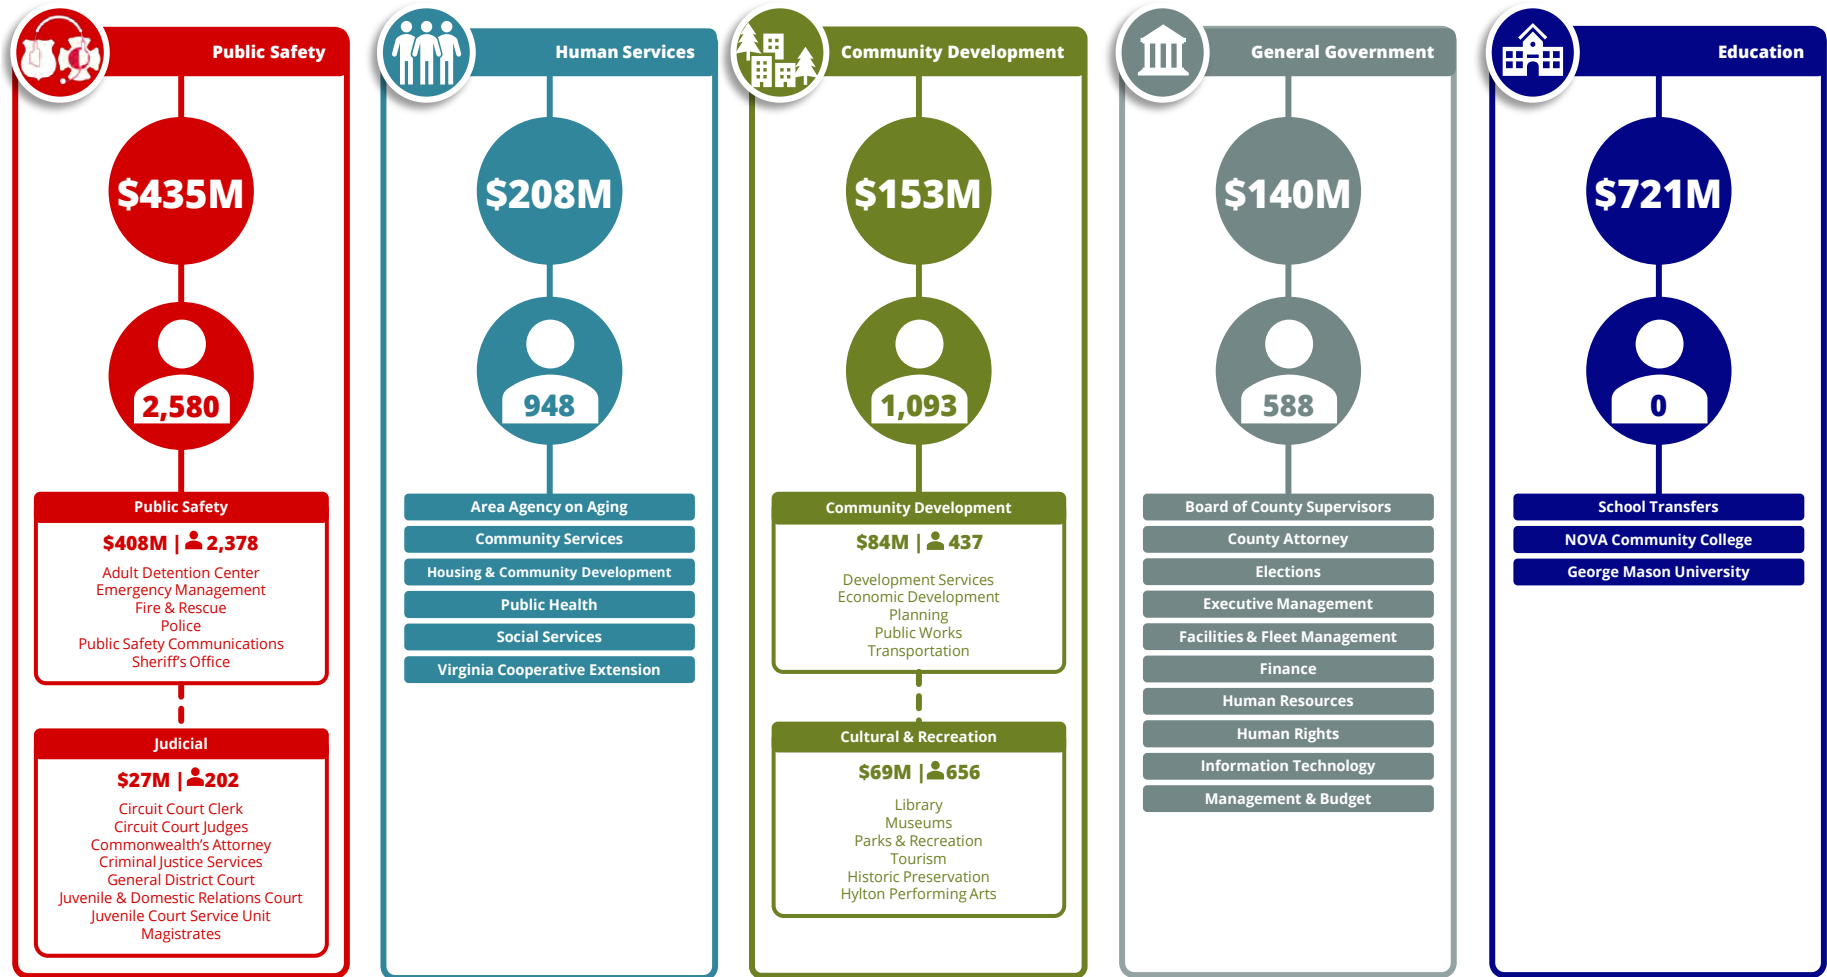 Public Safety
$435M
2,580
Public Safety
$408M | 2,378
Adult Detention Center
Emergency Management
Fire & Rescue
Police
Public Safety Communications
Sheriff's Office
Judicial
$27M | 202
Circuit Court Clerk
Circuit Court Judges
Commonwealth's Attorney
Criminal Justice Services
General District Court
Juvenile & Domestic Relations Court
Juvenile Court Service Unit
Magistrates
Human Services
$208M
948
Area Agency on Aging
Community Services
Housing & Community Development
Public Health
Social Services
Virginia Cooperative Extension
Community Development
$153M
1,093
Community Development
$84M | 437
Development Services
Economic Development
Planning
Public Works
Transportation
Cultural & Recreation
$69M | 656
Library
Museums
Parks & Recreation
Tourism
Historic Preservation
Hylton Performing Arts
General Government
$140M
588
Board of County Supervisors
County Attorney
Elections
Executive Management
Facilities & Fleet Management
Finance
Human Resources
Human Rights
Information Technology
Management & Budget
Education
$721M
0
School Transfers
NOVA Community College
George Mason University